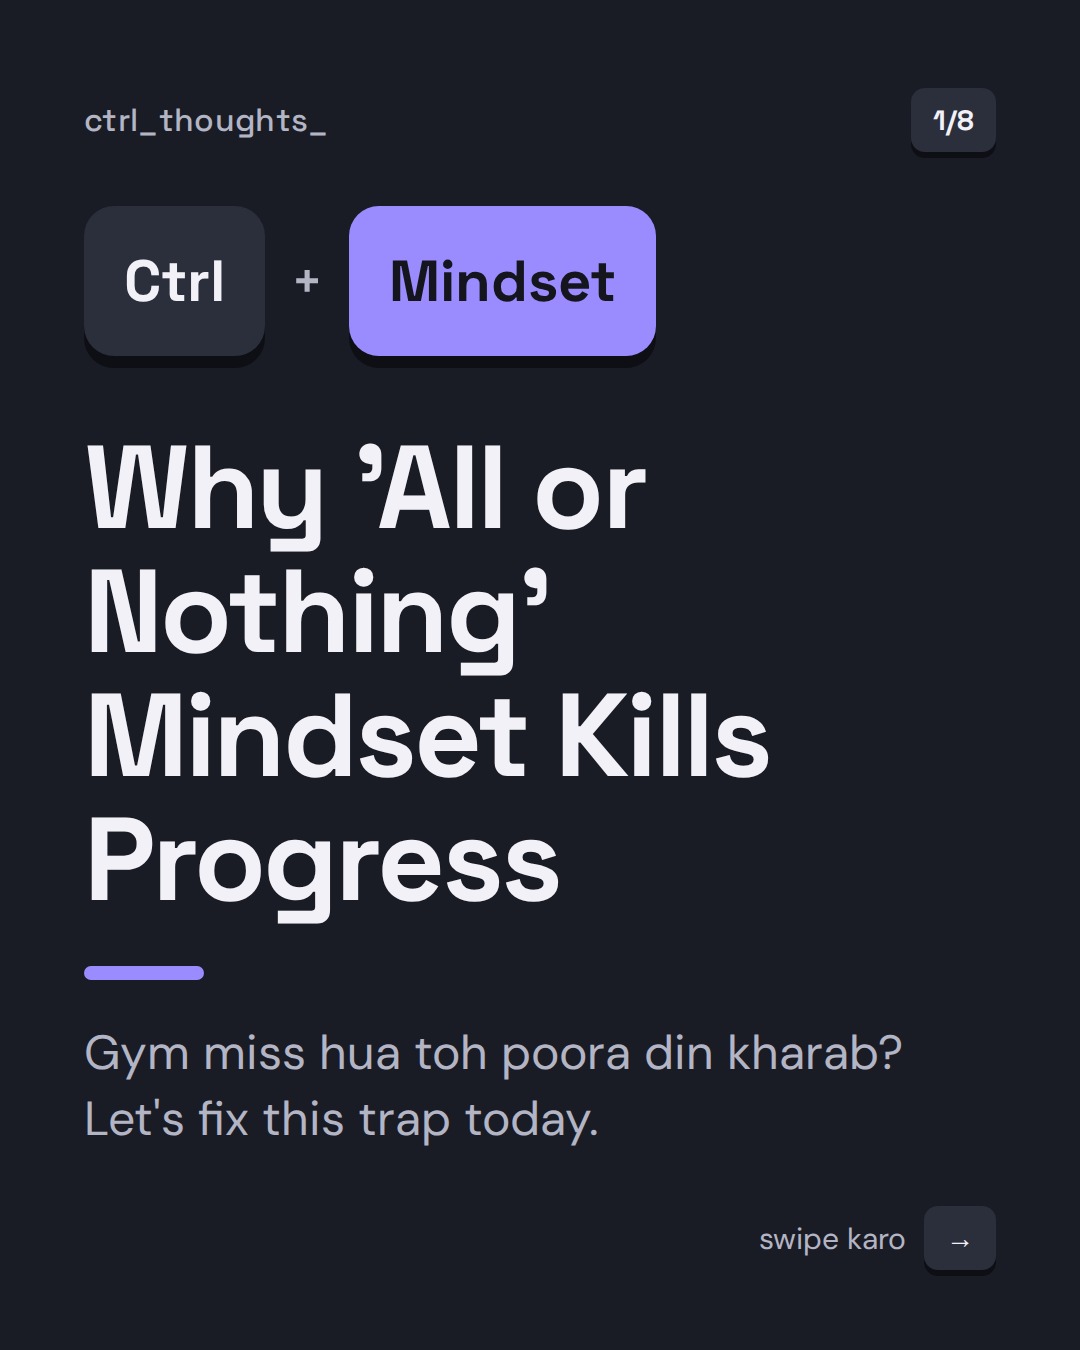 ctrl_thoughts_
1/8
Ctrl + Mindset
Why ’All or
Nothing’
Mindset Kills
Progress
Gym miss hua toh poora din kharab?
Let's fix this trap today.
swipe karo →